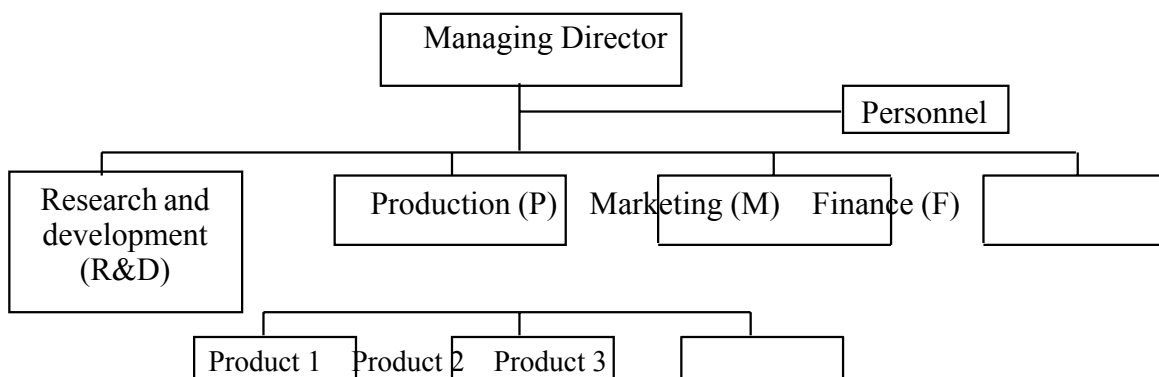 Managing Director
Personnel
Research and
development
(R&D)
Production (P) Marketing (M) Finance (F)
Product 1 Product 2 Product 3